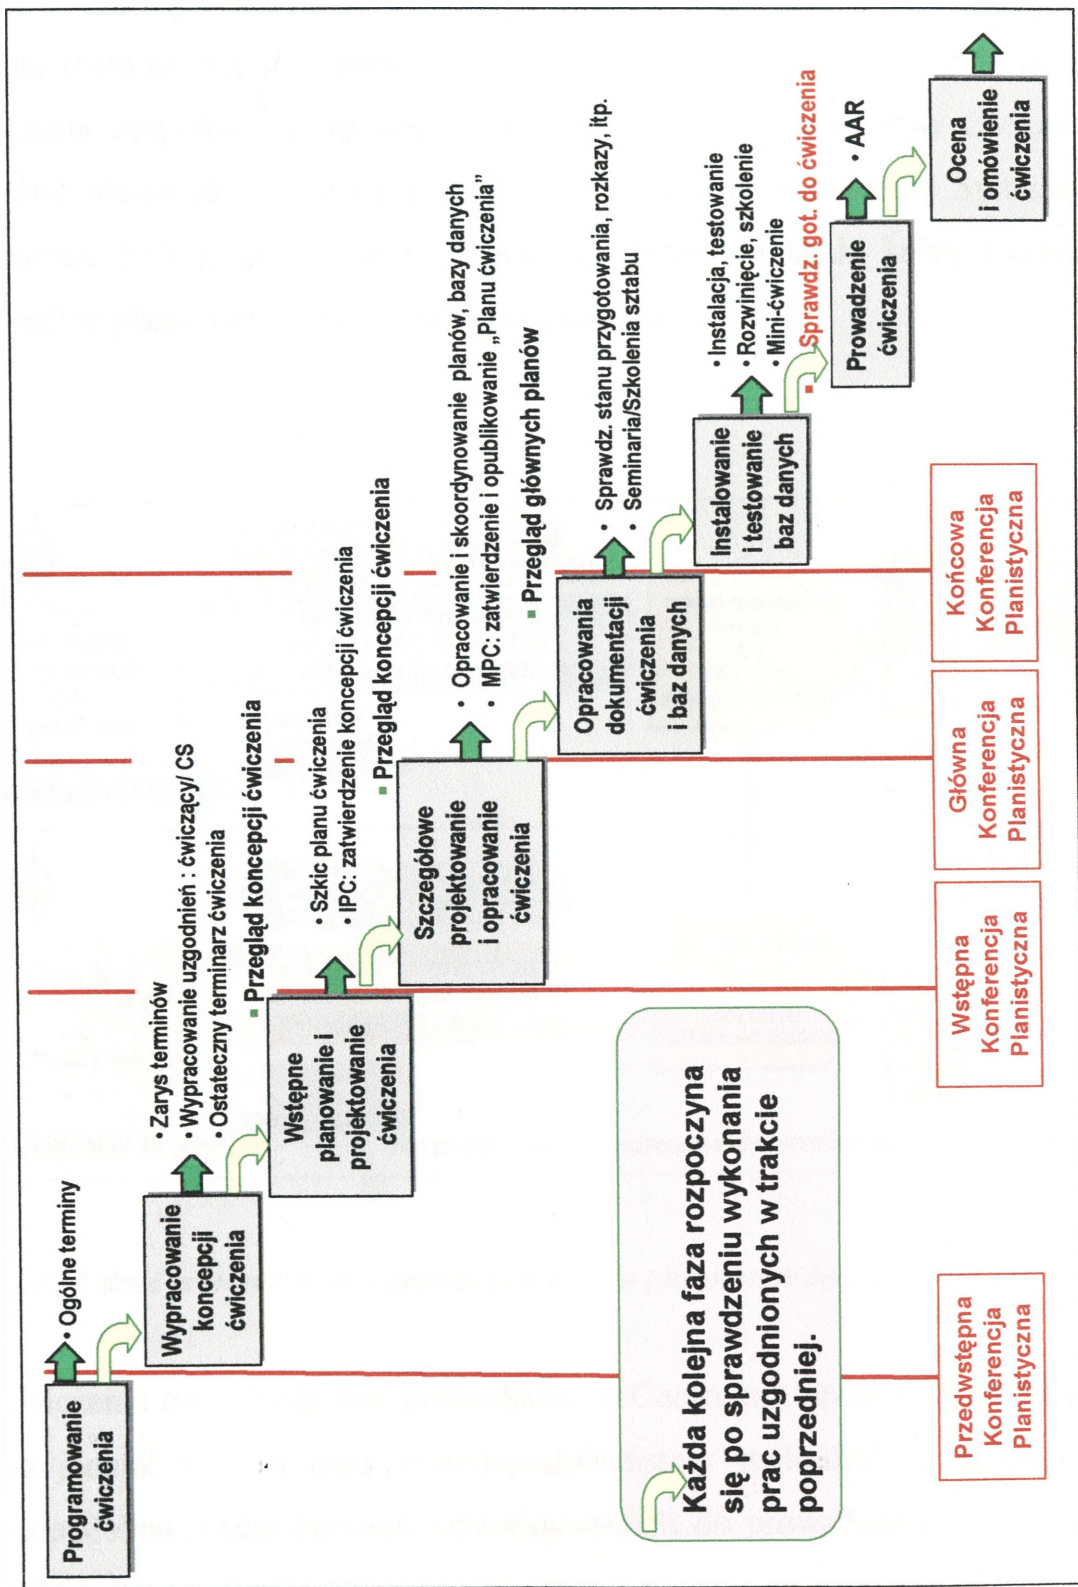 Programowanie
ćwiczenia
• Ogólne terminy
Wypracowanie
koncepcji
ćwiczenia
• Zarys terminów
• Wypracowanie uzgodnień : ćwiczący/ CS
• Ostateczny terminarz ćwiczenia
▪ Przegląd koncepcji ćwiczenia
Wstępne
planowanie i
projektowanie
ćwiczenia
• Szkic planu ćwiczenia
• IPC: zatwierdzenie koncepcji ćwiczenia
▪ Przegląd koncepcji ćwiczenia
Szczegółowe
projektowanie
i opracowanie
ćwiczenia
• Opracowanie i skoordynowanie planów, bazy danych
• MPC: zatwierdzenie i opublikowanie „Planu ćwiczenia”
▪ Przegląd głównych planów
Opracowania
dokumentacji
ćwiczenia
i baz danych
• Sprawdz. stanu przygotowania, rozkazy, itp.
• Seminaria/Szkolenia sztabu
Instalowanie
i testowanie
baz danych
• Instalacja, testowanie
• Rozwinięcie, szkolenie
• Mini-ćwiczenie
▪ Sprawdz. got. do ćwiczenia
Prowadzenie
ćwiczenia
• AAR
Ocena
i omówienie
ćwiczenia
Każda kolejna faza rozpoczyna
się po sprawdzeniu wykonania
prac uzgodnionych w trakcie
poprzedniej.
Przedwstępna
Konferencja
Planistyczna
Wstępna
Konferencja
Planistyczna
Główna
Konferencja
Planistyczna
Końcowa
Konferencja
Planistyczna